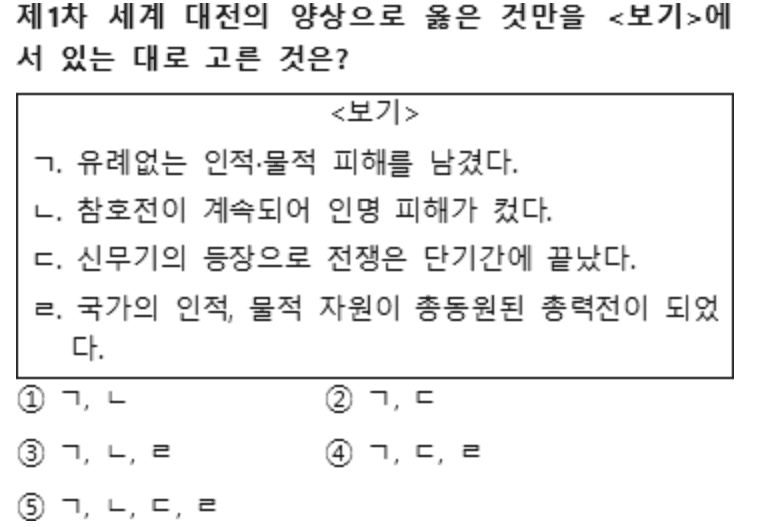 제1차 세계 대전의 양상으로 옳은 것만을 <보기>에
서 있는 대로 고른 것은?
<보기>
ㄱ. 유례없는 인적·물적 피해를 남겼다.
ㄴ. 참호전이 계속되어 인명 피해가 컸다.
ㄷ. 신무기의 등장으로 전쟁은 단기간에 끝났다.
ㄹ. 국가의 인적, 물적 자원이 총동원된 총력전이 되었
다.
① ㄱ, ㄴ ② ㄱ, ㄷ
③ ㄱ, ㄴ, ㄹ ④ ㄱ, ㄷ, ㄹ
⑤ ㄱ, ㄴ, ㄷ, ㄹ